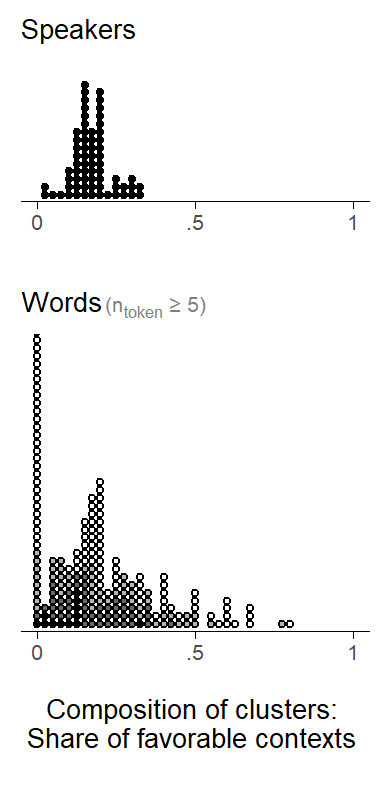 Speakers
0 .5 1
Words (ntoken ≥ 5)
0 .5 1
Composition of clusters:
Share of favorable contexts